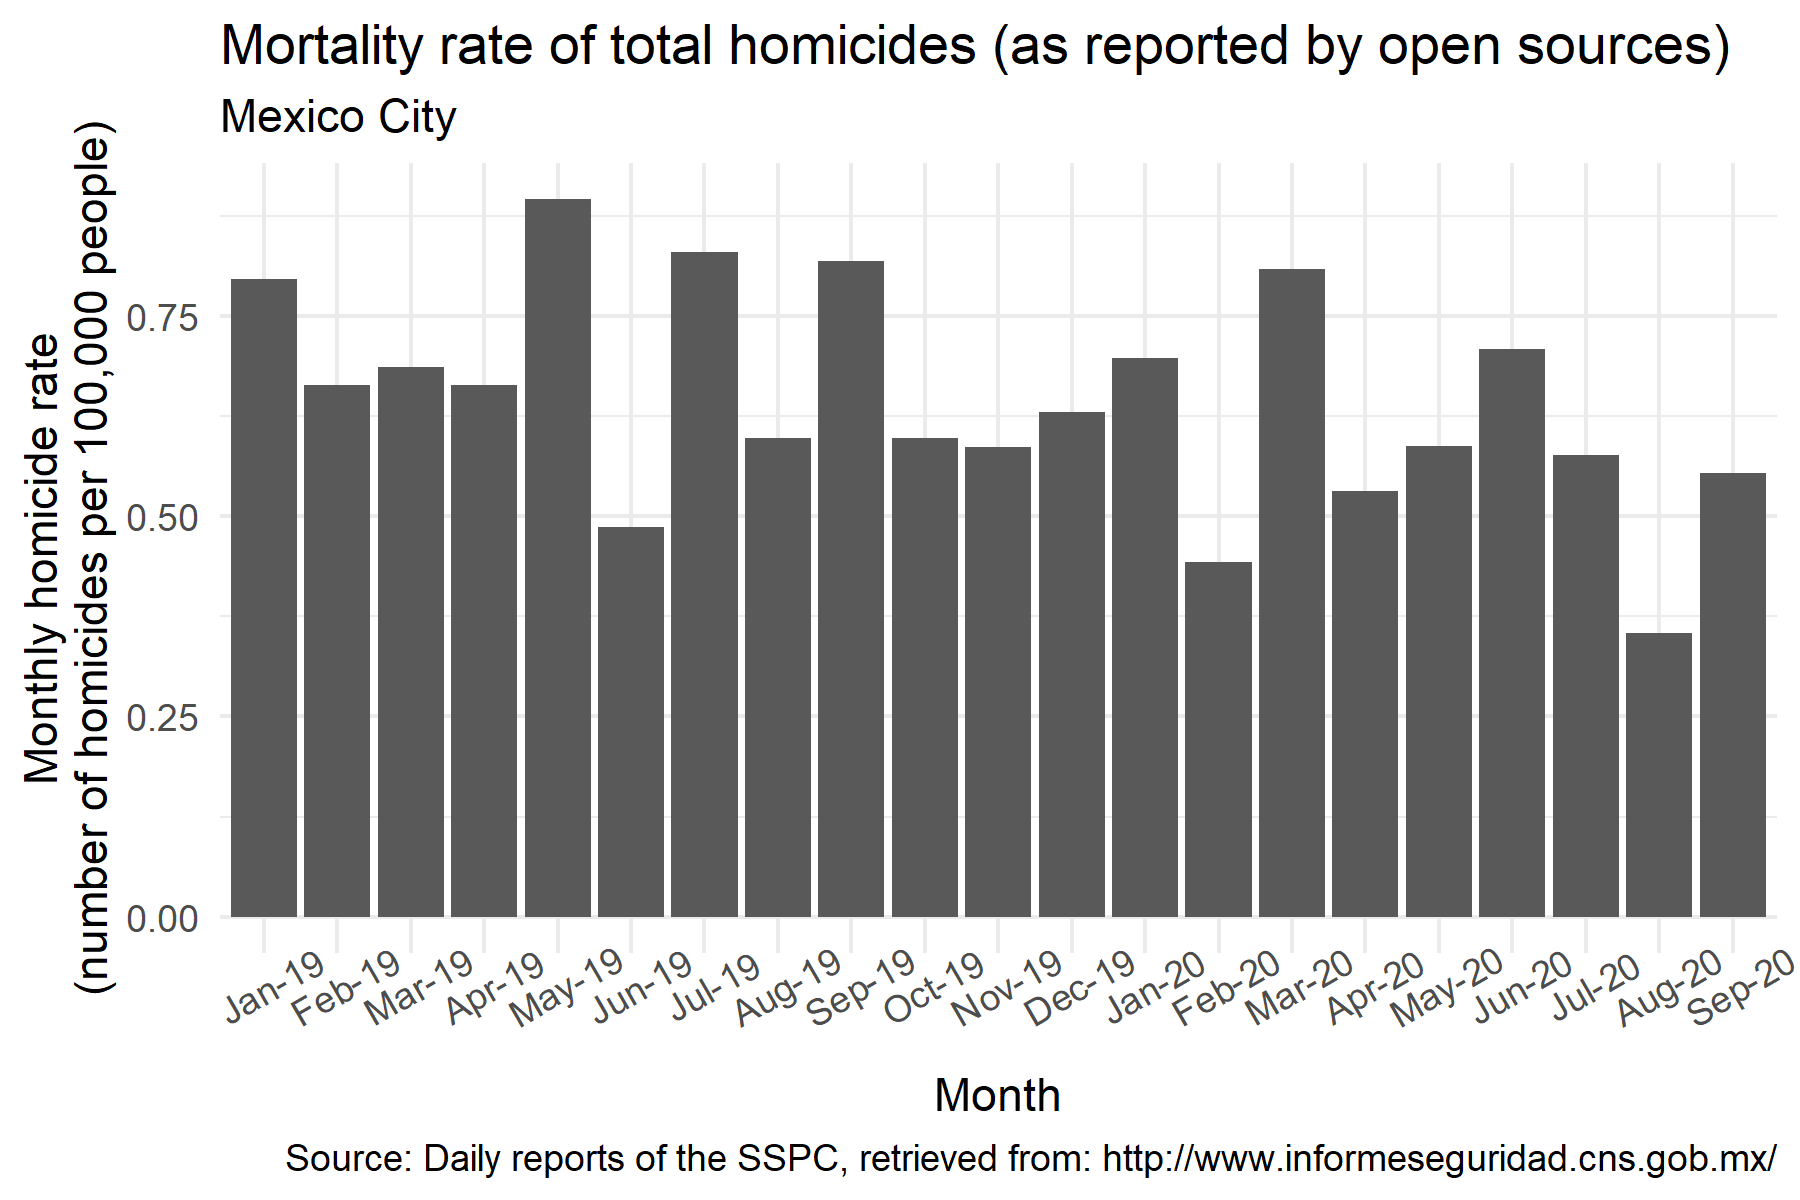 Mortality rate of total homicides (as reported by open sources)
Mexico City
Monthly homicide rate
(number of homicides per 100,000 people)
0.75
0.50
0.25
0.00
Jan-19
Feb-19
Mar-19
Apr-19
May-19
Jun-19
Jul-19
Aug-19
Sep-19
Oct-19
Nov-19
Dec-19
Jan-20
Feb-20
Mar-20
Apr-20
May-20
Jun-20
Jul-20
Aug-20
Sep-20
Month
Source: Daily reports of the SSPC, retrieved from: http://www.informeseguridad.cns.gob.mx/